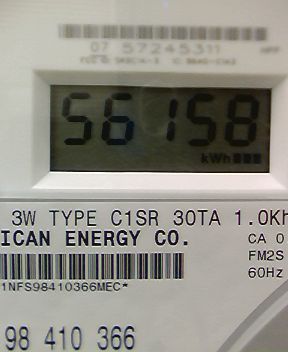 07 57245311
56158
kWh
3W TYPE C1SR 30TA 1.0Kh
ICAN ENERGY CO.
CA 0
FM2S
60Hz
1NFS98410366MEC*
98 410 366